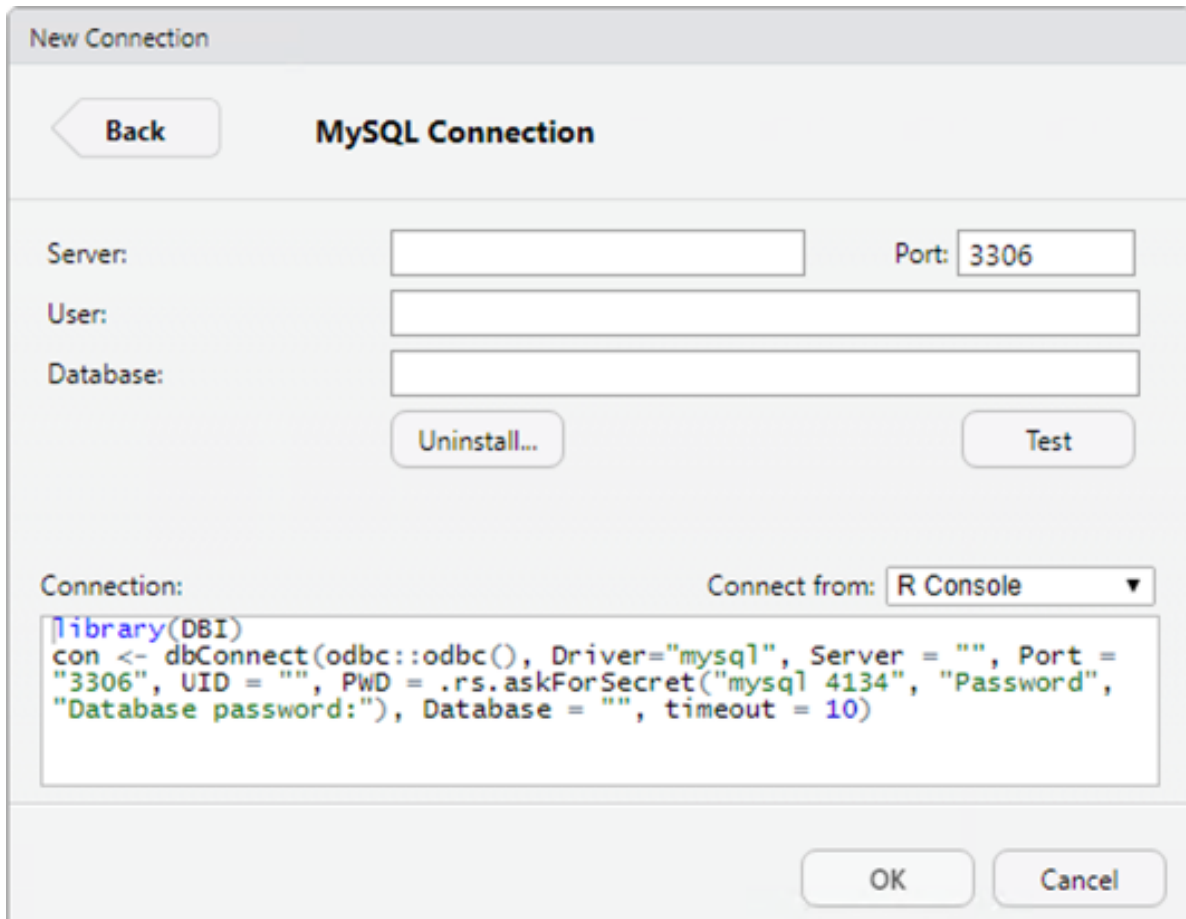 New Connection
Back
MySQL Connection
Server:
Port: 3306
User:
Database:
Uninstall...
Test
Connection:
Connect from: R Console
library(DBI)
con <- dbConnect(odbc::odbc(), Driver="mysql", Server = "", Port =
"3306", UID = "", PWD = .rs.askForSecret("mysql 4134", "Password",
"Database password:"), Database = "", timeout = 10)
OK
Cancel